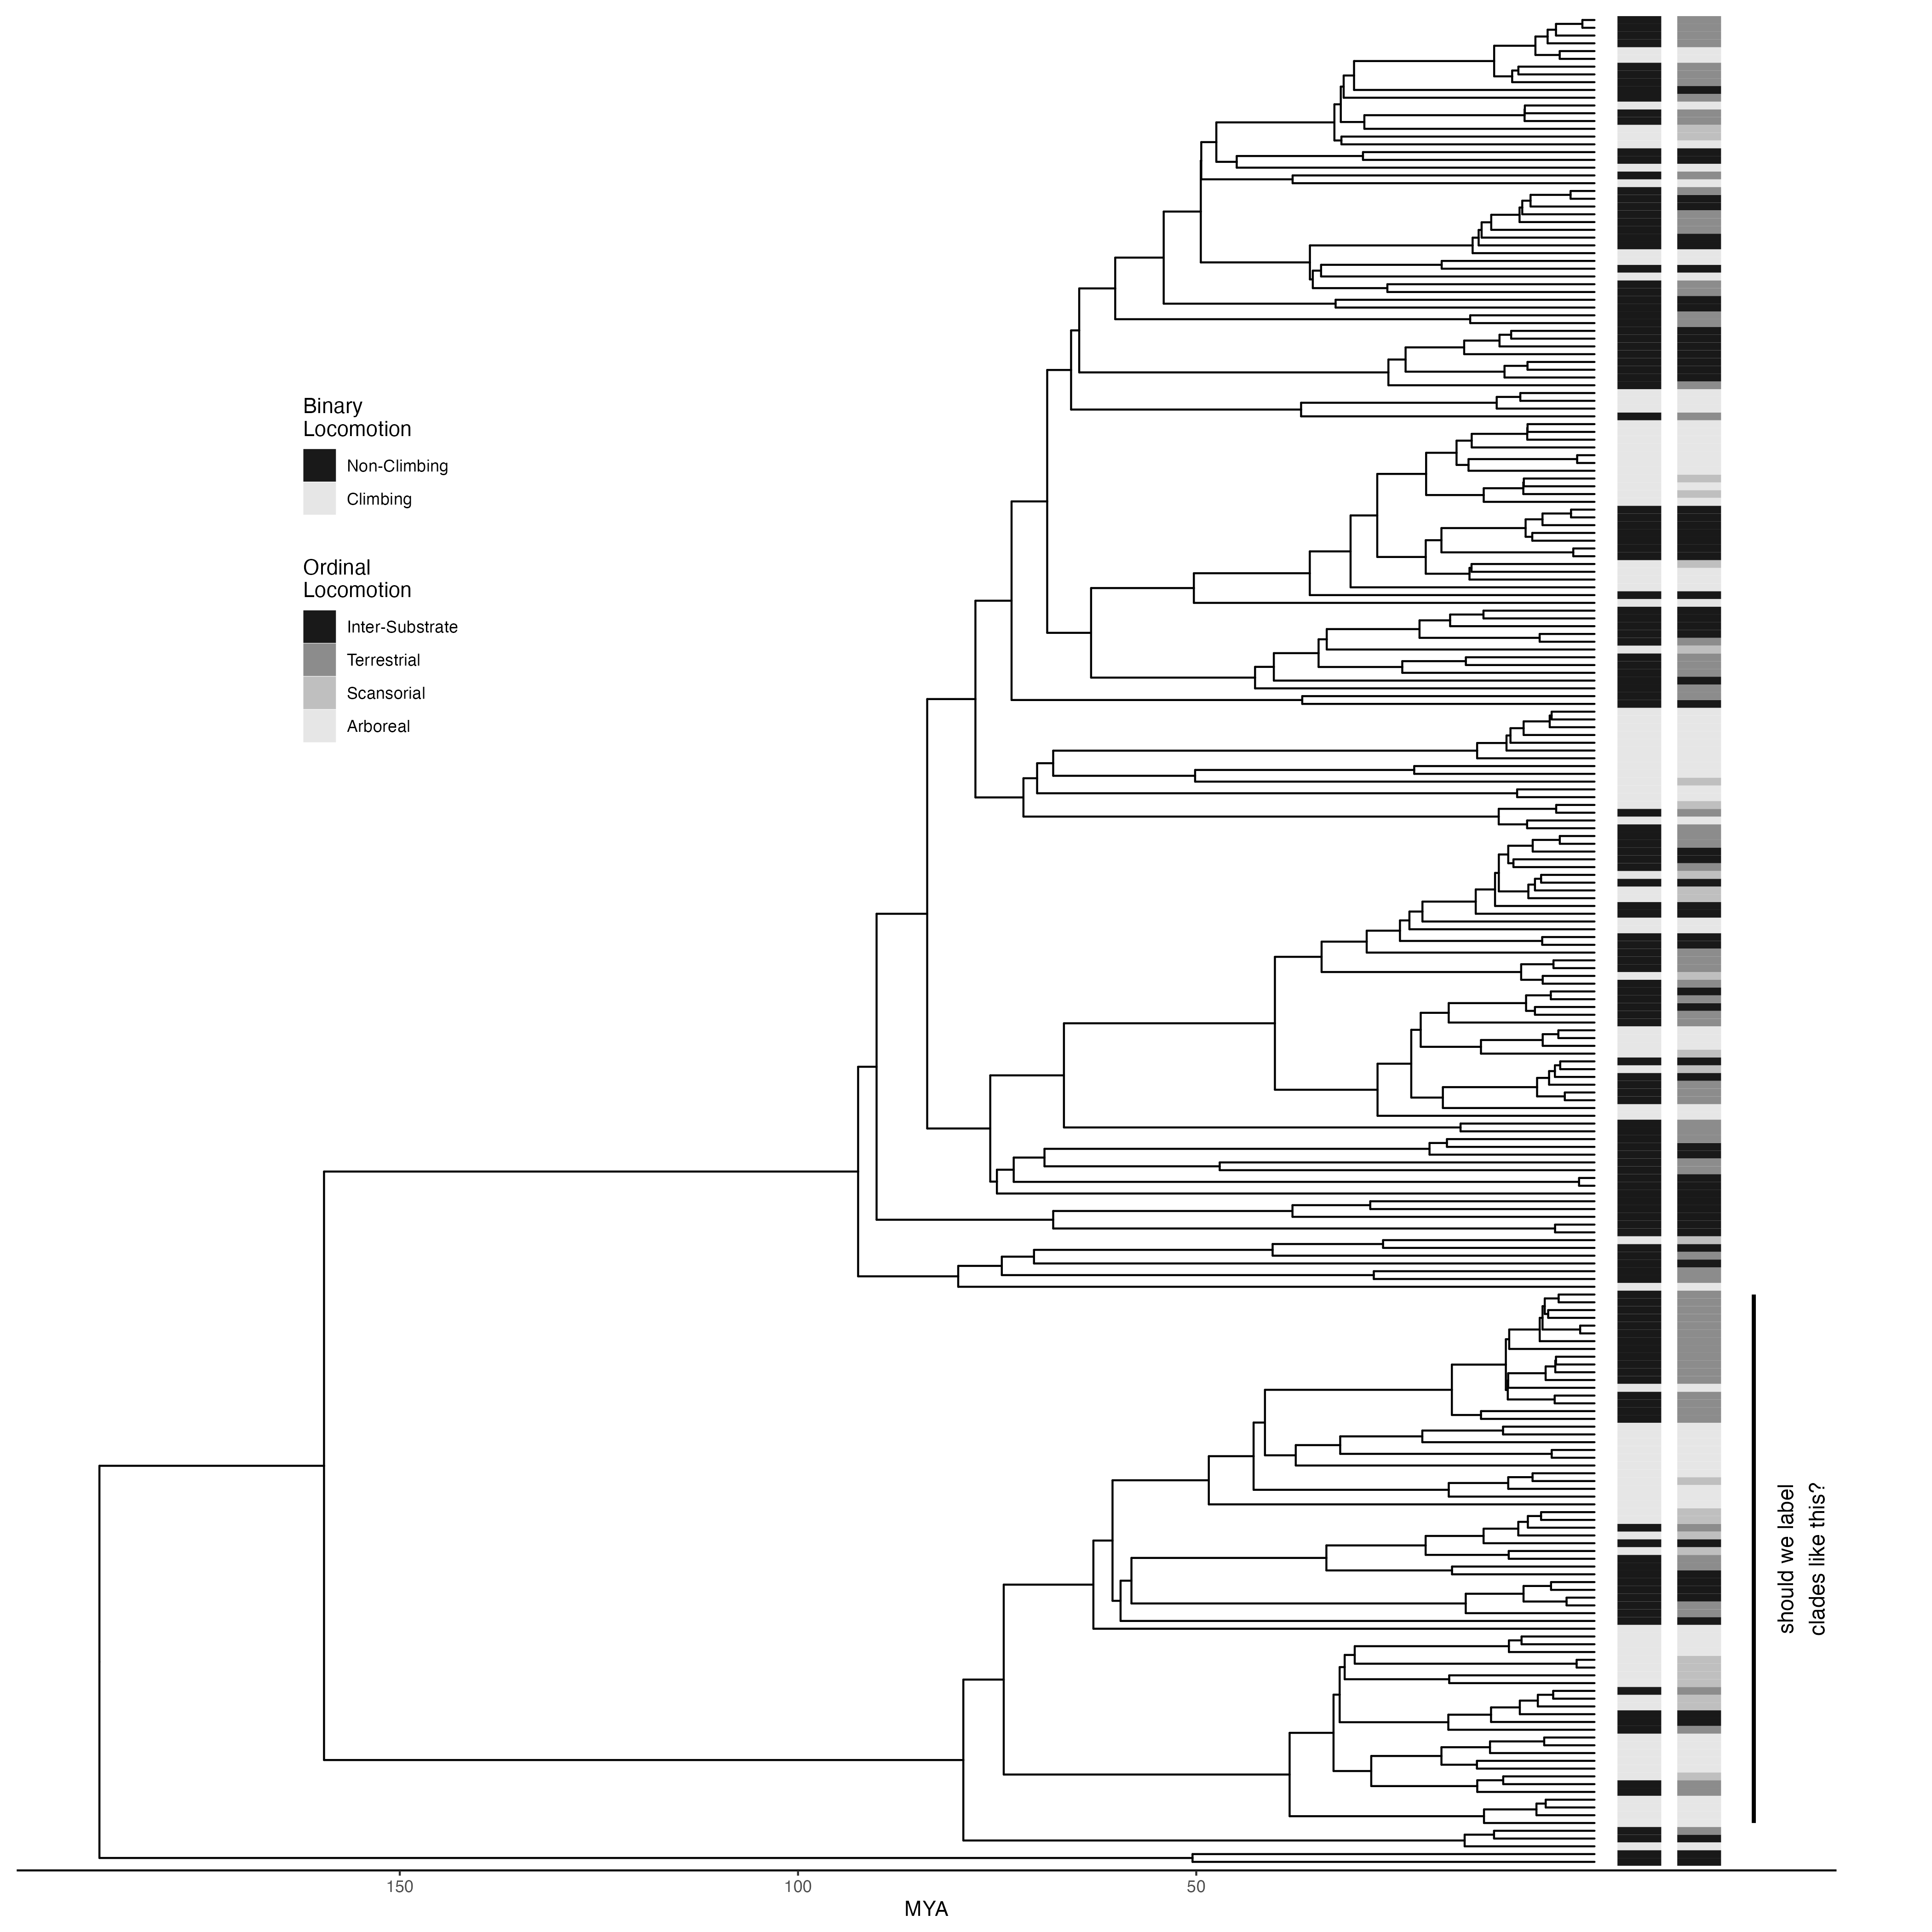 Binary
Locomotion
Non-Climbing
Climbing
Ordinal
Locomotion
Inter-Substrate
Terrestrial
Scansorial
Arboreal
should we label
clades like this?
150
100
50
MYA